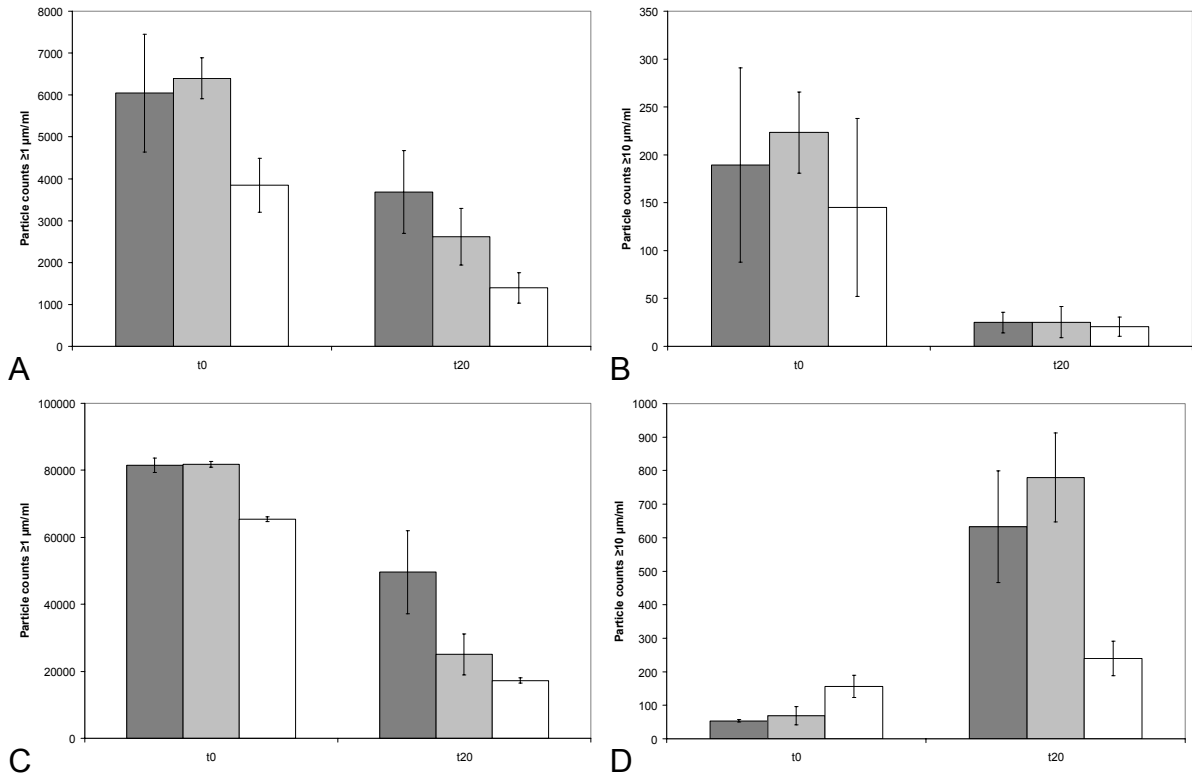 Particle counts ≥1 µm/ml
8000
7000
6000
5000
4000
3000
2000
1000
0
t0
t20
A
Particle counts ≥10 µm/ml
350
300
250
200
150
100
50
0
t0
t20
B
Particle counts ≥1 µm/ml
100000
80000
60000
40000
20000
0
t0
t20
C
Particle counts ≥10 µm/ml
1000
900
800
700
600
500
400
300
200
100
0
t0
t20
D